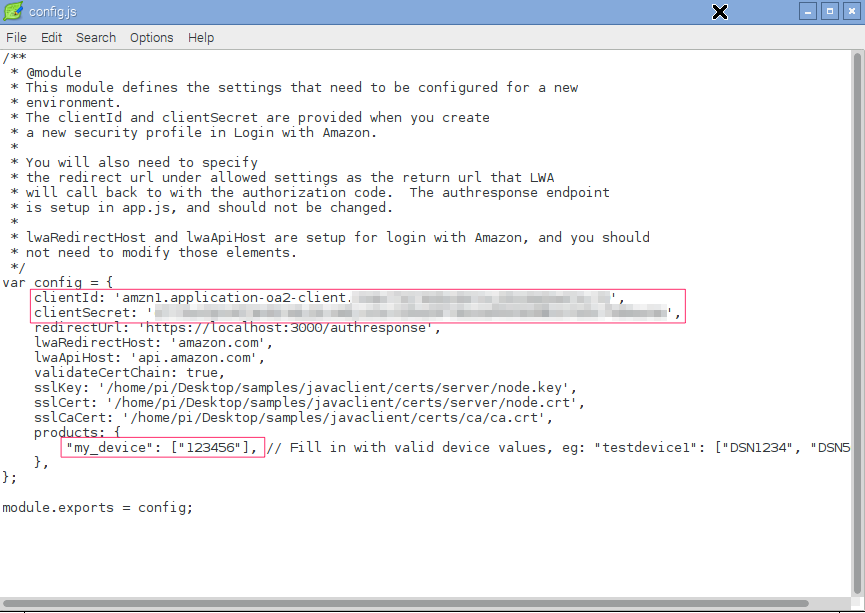 config.js
File Edit Search Options Help
/**
 * @module
 * This module defines the settings that need to be configured for a new
 * environment.
 * The clientId and clientSecret are provided when you create
 * a new security profile in Login with Amazon.
 *
 * You will also need to specify
 * the redirect url under allowed settings as the return url that LWA
 * will call back to with the authorization code.  The authresponse endpoint
 * is setup in app.js, and should not be changed.
 *
 * lwaRedirectHost and lwaApiHost are setup for login with Amazon, and you should
 * not need to modify those elements.
 */
var config = {
    clientId: 'amzn1.application-oa2-client.',
    clientSecret: '',
    redirectUrl: 'https://localhost:3000/authresponse',
    lwaRedirectHost: 'amazon.com',
    lwaApiHost: 'api.amazon.com',
    validateCertChain: true,
    sslKey: '/home/pi/Desktop/samples/javaclient/certs/server/node.key',
    sslCert: '/home/pi/Desktop/samples/javaclient/certs/server/node.crt',
    sslCaCert: '/home/pi/Desktop/samples/javaclient/certs/ca/ca.crt',
    products: {
        "my_device": ["123456"], // Fill in with valid device values, eg: "testdevice1": ["DSN1234", "DSN5
    },
};

module.exports = config;